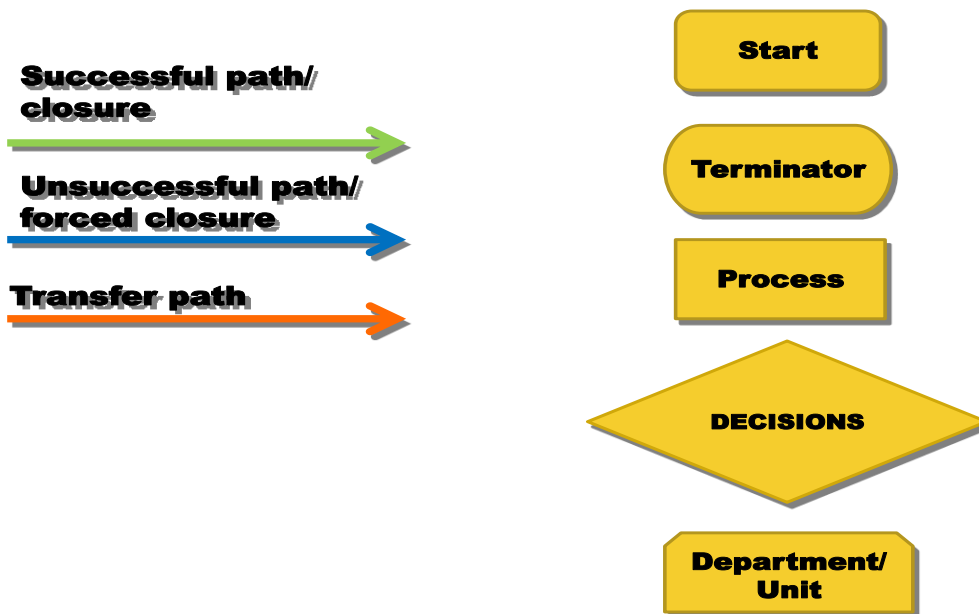 Successful path/
closure
Unsuccessful path/
forced closure
Transfer path
Start
Terminator
Process
DECISIONS
Department/
Unit